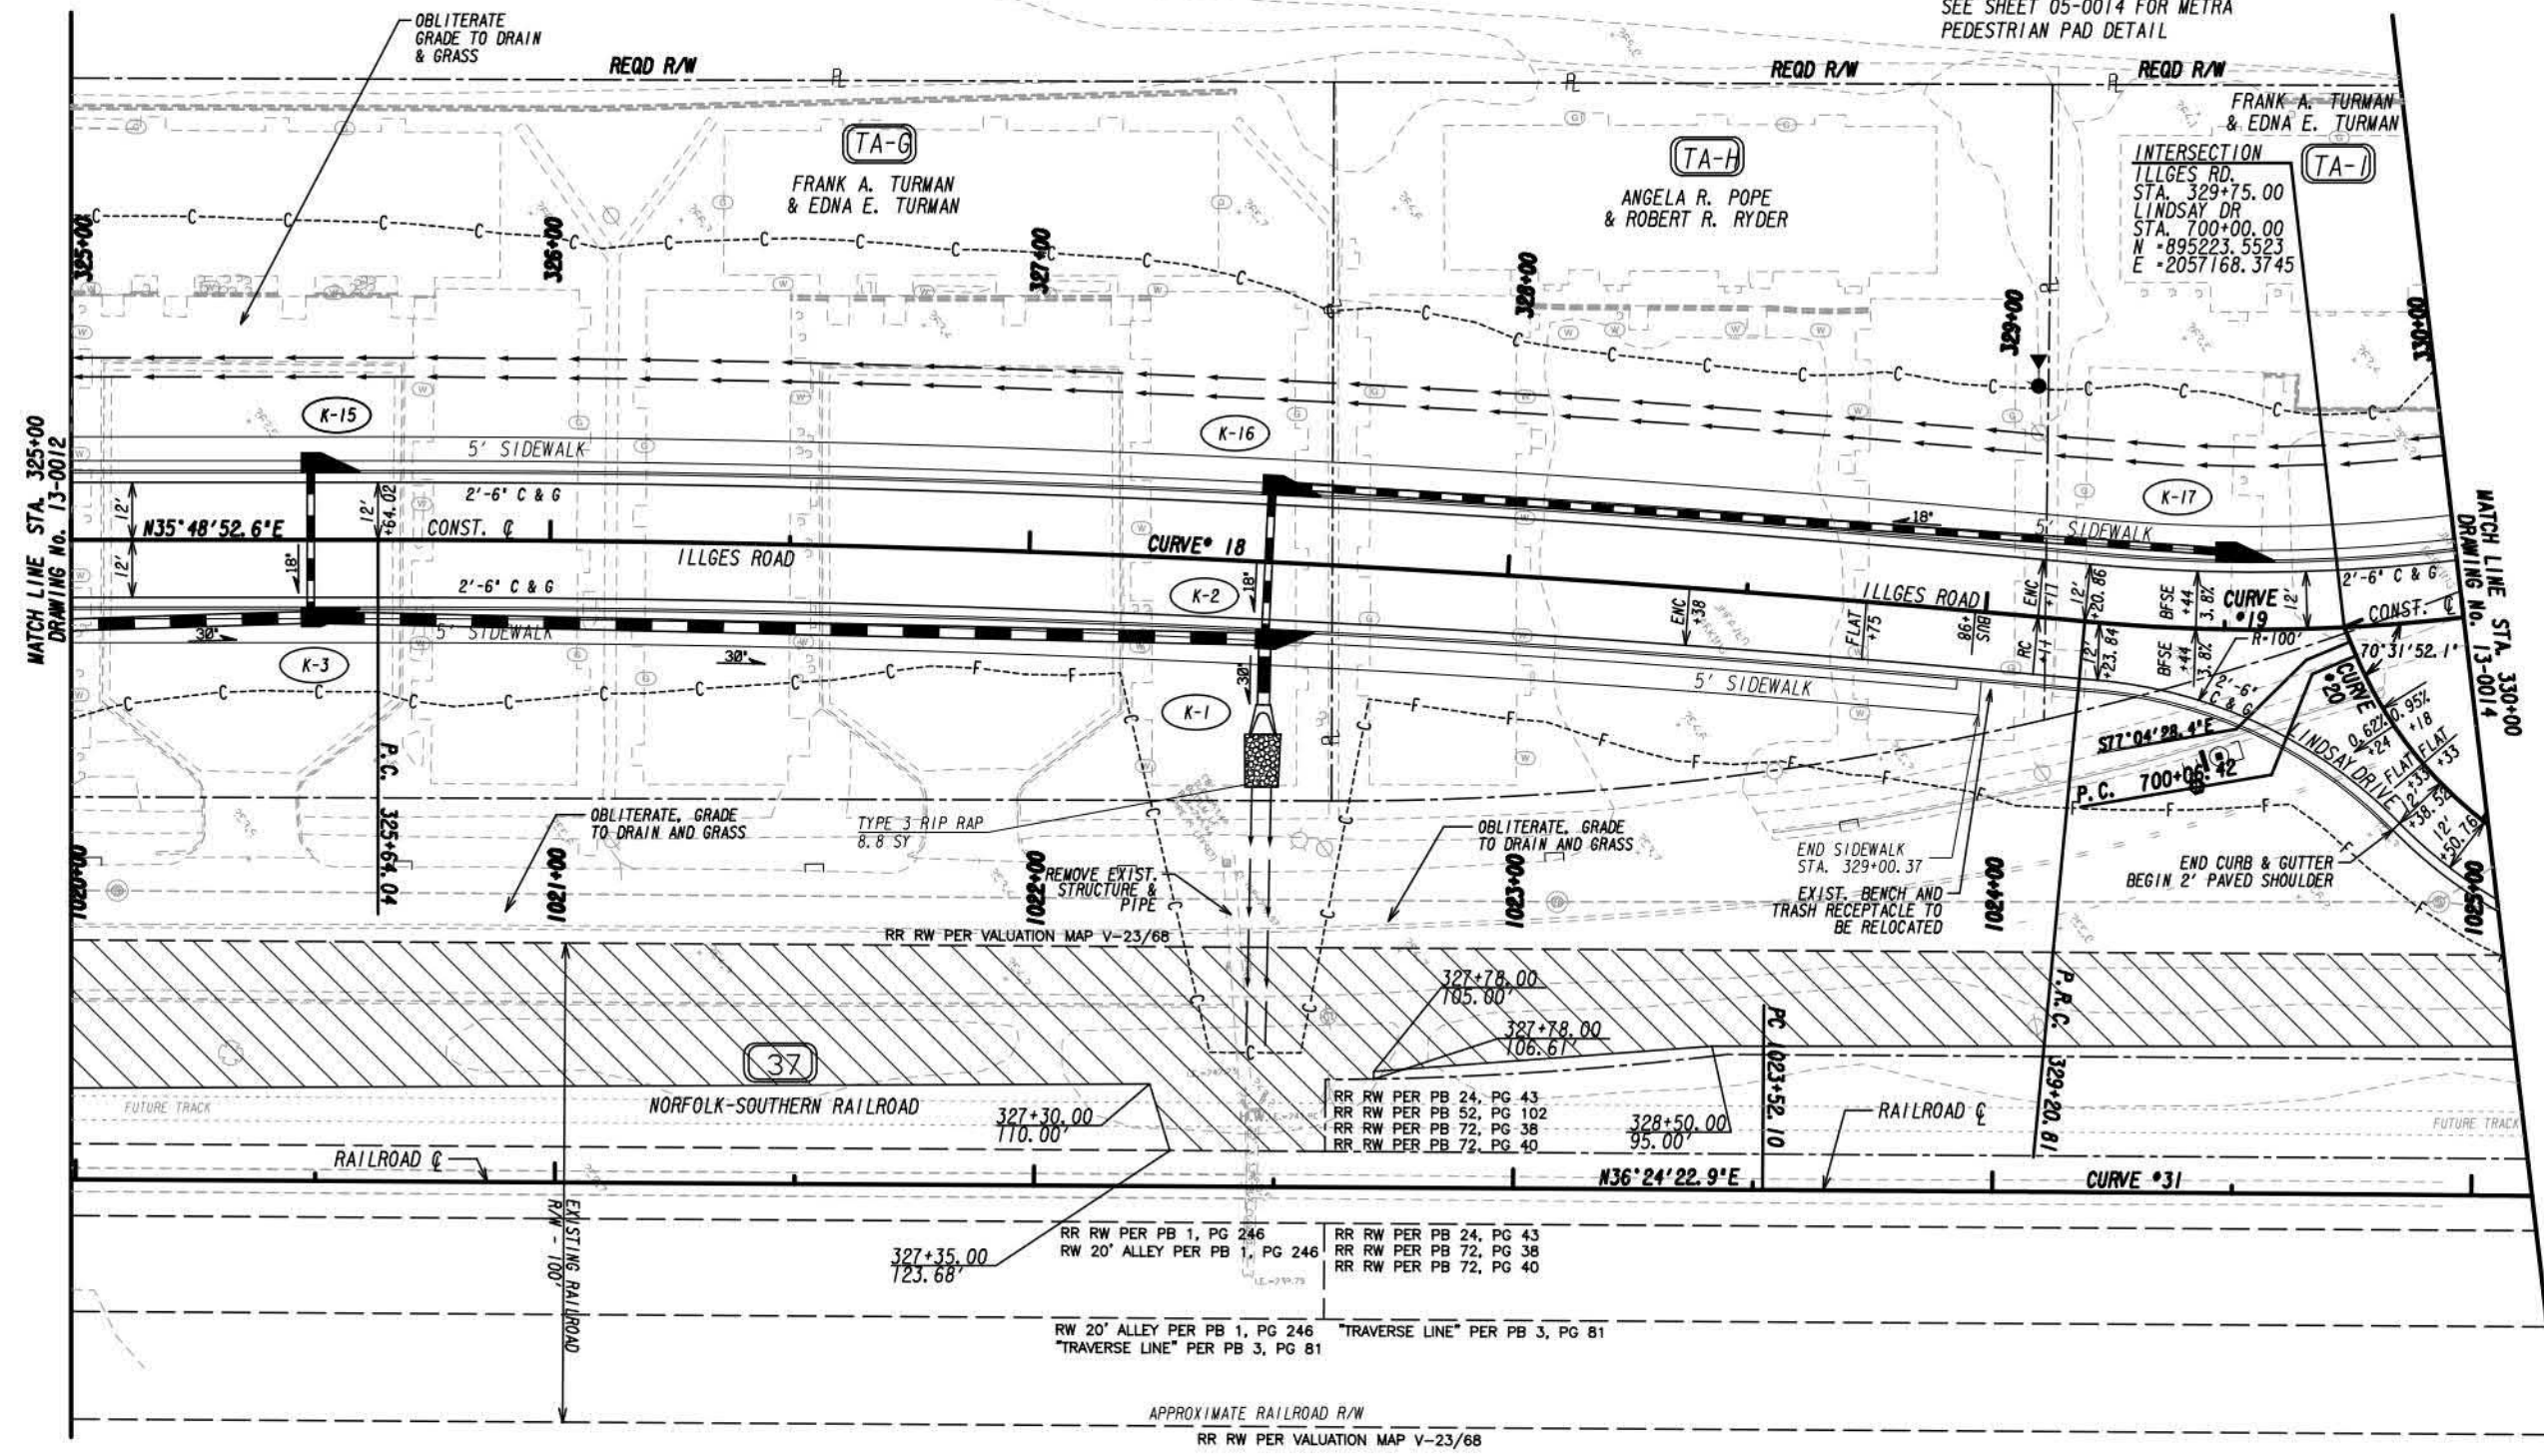 SEE SHEET 05-0014 FOR METRA
PEDESTRIAN PAD DETAIL
OBLITERATE
GRADE TO DRAIN
& GRASS
REQD R/W
REQD R/W
REQD R/W
FRANK A. TURMAN
& EDNA E. TURMAN
TA-G
FRANK A. TURMAN
& EDNA E. TURMAN
TA-H
ANGELA R. POPE
& ROBERT R. RYDER
TA-I
INTERSECTION
ILLGES RD.
STA. 329+75.00
LINDSAY DR
STA. 700+00.00
N =895223.5523
E =2057168.3745
325+00
326+00
327+00
328+00
329+00
330+00
MATCH LINE STA. 325+00
DRAWING No. 13-0012
K-15
K-16
K-17
5' SIDEWALK
2'-6" C & G
12'
12'
12'
+64.02
N35°48'52.6"E
CONST. ℄
ILLGES ROAD
CURVE# 18
18"
18"
18"
2'-6" C & G
5' SIDEWALK
30"
30"
30"
K-3
K-2
K-1
5' SIDEWALK
ILLGES ROAD
ENC
+38
FLAT
+75
+98
BUS
ENC
+11
RC
+11
12'
+20.86
12'
+23.84
BFSE
+44
3.8%
BFSE
+44
3.8%
CURVE
#19
12'
2'-6" C & G
CONST. ℄
R=100'
70°31'52.1"
MATCH LINE STA. 330+00
DRAWING No. 13-0014
5' SIDEWALK
2'-6"
C & G
CURVE
#20
0.62%
+24
0.95%
+18
FLAT
+33
FLAT
+33
12'
+38.52
12'
+50.76
S77°04'28.4"E
LINDSAY DRIVE
P.C. 700+06.42
P.C. 325+64.04
OBLITERATE, GRADE
TO DRAIN AND GRASS
TYPE 3 RIP RAP
8.8 SY
OBLITERATE, GRADE
TO DRAIN AND GRASS
END SIDEWALK
STA. 329+00.37
END CURB & GUTTER
BEGIN 2' PAVED SHOULDER
REMOVE EXIST.
STRUCTURE &
PIPE
EXIST. BENCH AND
TRASH RECEPTACLE TO
BE RELOCATED
1020+00
1021+00
1022+00
1023+00
1024+00
1025+00
RR RW PER VALUATION MAP V-23/68
327+78.00
105.00'
327+78.00
106.61'
PC 1023+52.10
P.R.C. 329+20.81
37
FUTURE TRACK
NORFOLK-SOUTHERN RAILROAD
327+30.00
110.00'
RR RW PER PB 24, PG 43
RR RW PER PB 52, PG 102
RR RW PER PB 72, PG 38
RR RW PER PB 72, PG 40
328+50.00
95.00'
RAILROAD ℄
FUTURE TRACK
RAILROAD ℄
N36°24'22.9"E
CURVE #31
EXISTING RAILROAD
R/W - 100'
327+35.00
123.68'
RR RW PER PB 1, PG 246
RW 20' ALLEY PER PB 1, PG 246
RR RW PER PB 24, PG 43
RR RW PER PB 72, PG 38
RR RW PER PB 72, PG 40
I.E.=239.79
RW 20' ALLEY PER PB 1, PG 246
"TRAVERSE LINE" PER PB 3, PG 81
"TRAVERSE LINE" PER PB 3, PG 81
APPROXIMATE RAILROAD R/W
RR RW PER VALUATION MAP V-23/68